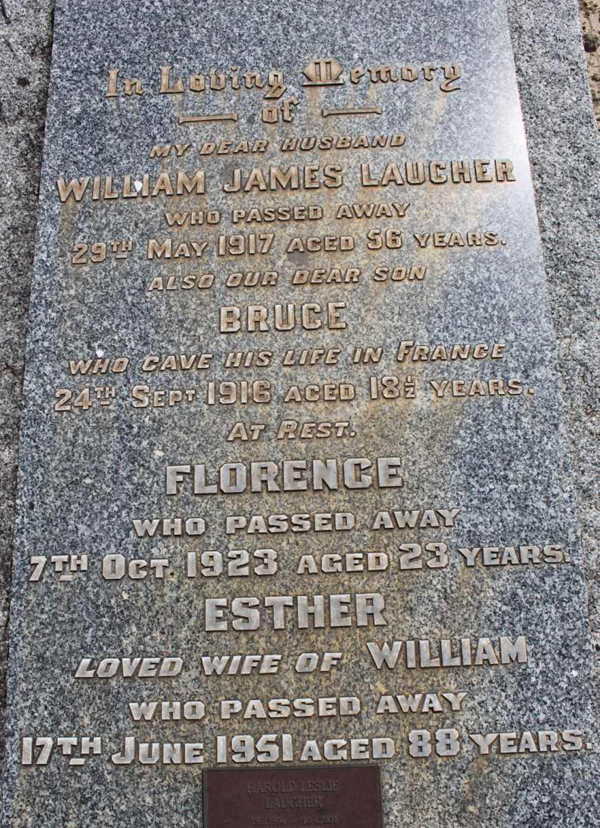 In Loving Memory
of
MY DEAR HUSBAND
WILLIAM JAMES LAUGHER
WHO PASSED AWAY
29TH MAY 1917 AGED 56 YEARS.
ALSO OUR DEAR SON
BRUCE
WHO GAVE HIS LIFE IN FRANCE
24TH SEPT 1916 AGED 18½ YEARS.
AT REST.
FLORENCE
WHO PASSED AWAY
7TH OCT. 1923 AGED 23 YEARS.
ESTHER
LOVED WIFE OF WILLIAM
WHO PASSED AWAY
17TH JUNE 1951 AGED 88 YEARS.
HAROLD LESLIE
LAUGHER